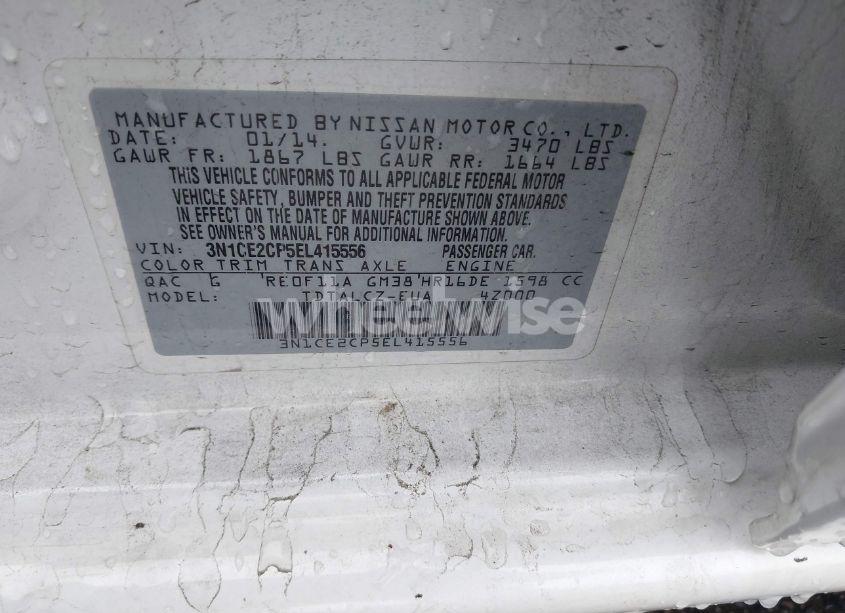 MANUFACTURED BY NISSAN MOTOR CO., LTD.
DATE: 01/14. GVWR: 3470 LBS
GAWR FR: 1867 LBS GAWR RR: 1664 LBS
THIS VEHICLE CONFORMS TO ALL APPLICABLE FEDERAL MOTOR
VEHICLE SAFETY, BUMPER AND THEFT PREVENTION STANDARDS
IN EFFECT ON THE DATE OF MANUFACTURE SHOWN ABOVE.
SEE OWNER'S MANUAL FOR ADDITIONAL INFORMATION.
VIN: 3N1CE2CP5EL415556 PASSENGER CAR.
COLOR TRIM TRANS AXLE ENGINE
QAC G RE0F11A GM38 HR16DE 1598 CC
MODEL: TDTALCZ-EUA 42000
wheelwise
3N1CE2CP5EL415556